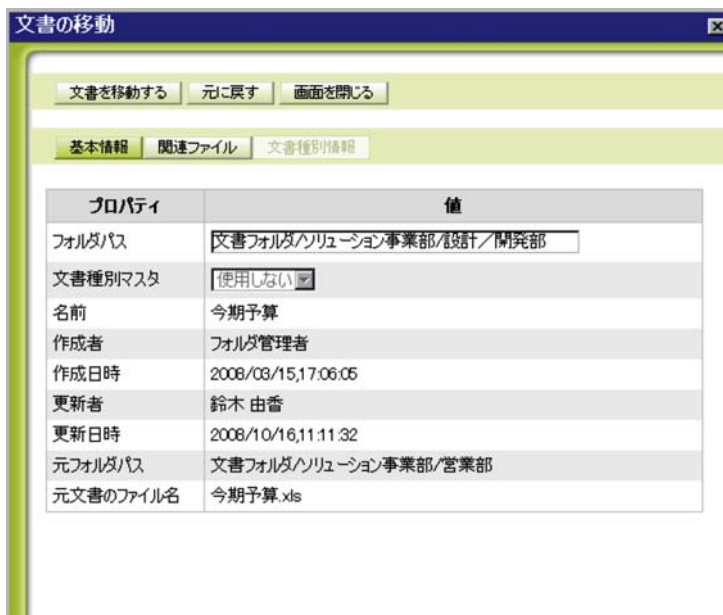 文書の移動
文書を移動する 元に戻す 画面を閉じる
基本情報 関連ファイル 文書種別情報
プロパティ 値
フォルダパス 文書フォルダ/ソリューション事業部/設計／開発部
文書種別マスタ 使用しない
名前 今期予算
作成者 フォルダ管理者
作成日時 2008/03/15,17:06:05
更新者 鈴木 由香
更新日時 2008/10/16,11:11:32
元フォルダパス 文書フォルダ/ソリューション事業部/営業部
元文書のファイル名 今期予算.xls